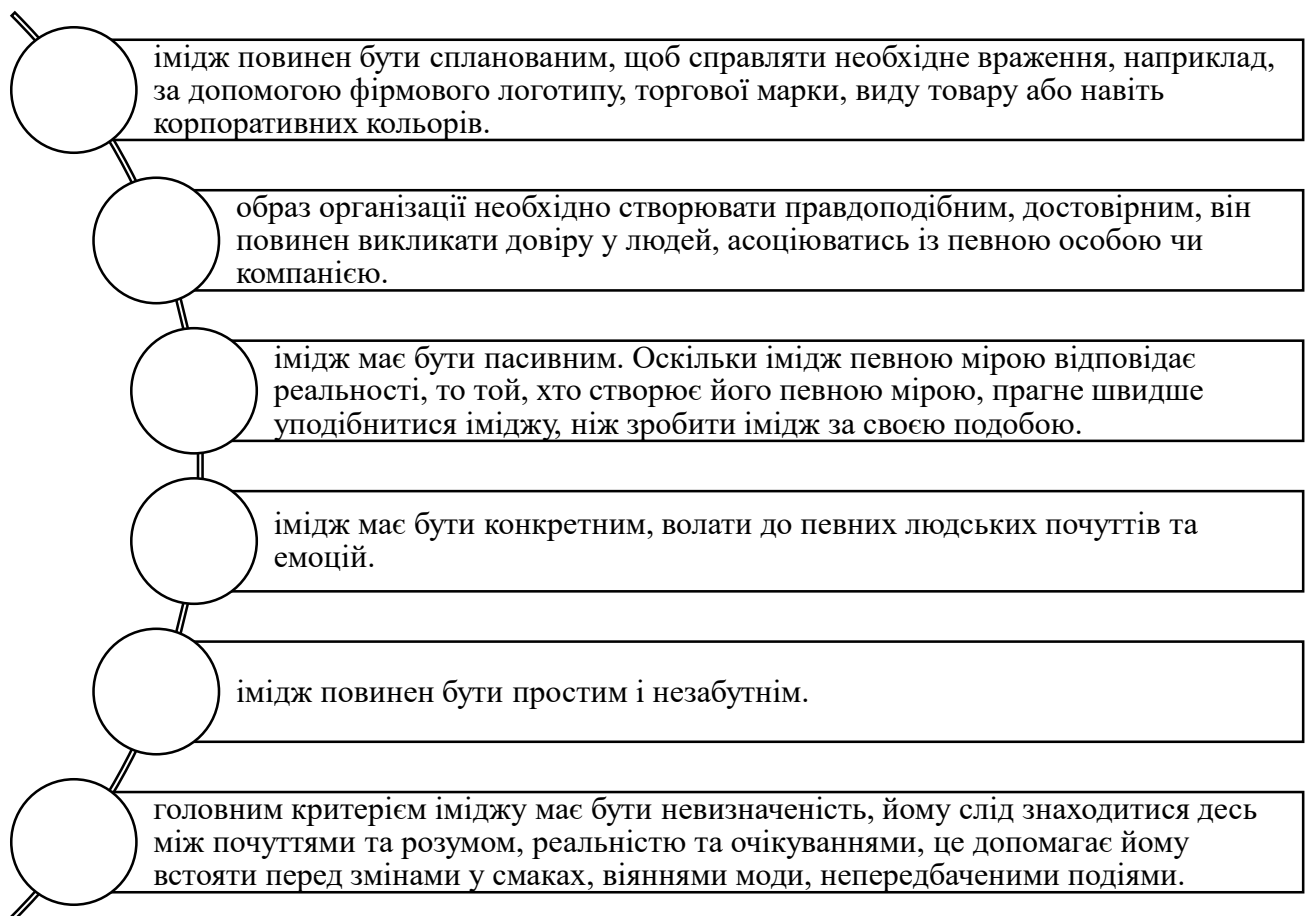 імідж повинен бути спланованим, щоб справляти необхідне враження, наприклад,
за допомогою фірмового логотипу, торгової марки, виду товару або навіть
корпоративних кольорів.
образ організації необхідно створювати правдоподібним, достовірним, він
повинен викликати довіру у людей, асоціюватись із певною особою чи
компанією.
імідж має бути пасивним. Оскільки імідж певною мірою відповідає
реальності, то той, хто створює його певною мірою, прагне швидше
уподібнитися іміджу, ніж зробити імідж за своєю подобою.
імідж має бути конкретним, волати до певних людських почуттів та
емоцій.
імідж повинен бути простим і незабутнім.
головним критерієм іміджу має бути невизначеність, йому слід знаходитися десь
між почуттями та розумом, реальністю та очікуваннями, це допомагає йому
встояти перед змінами у смаках, віяннями моди, непередбаченими подіями.